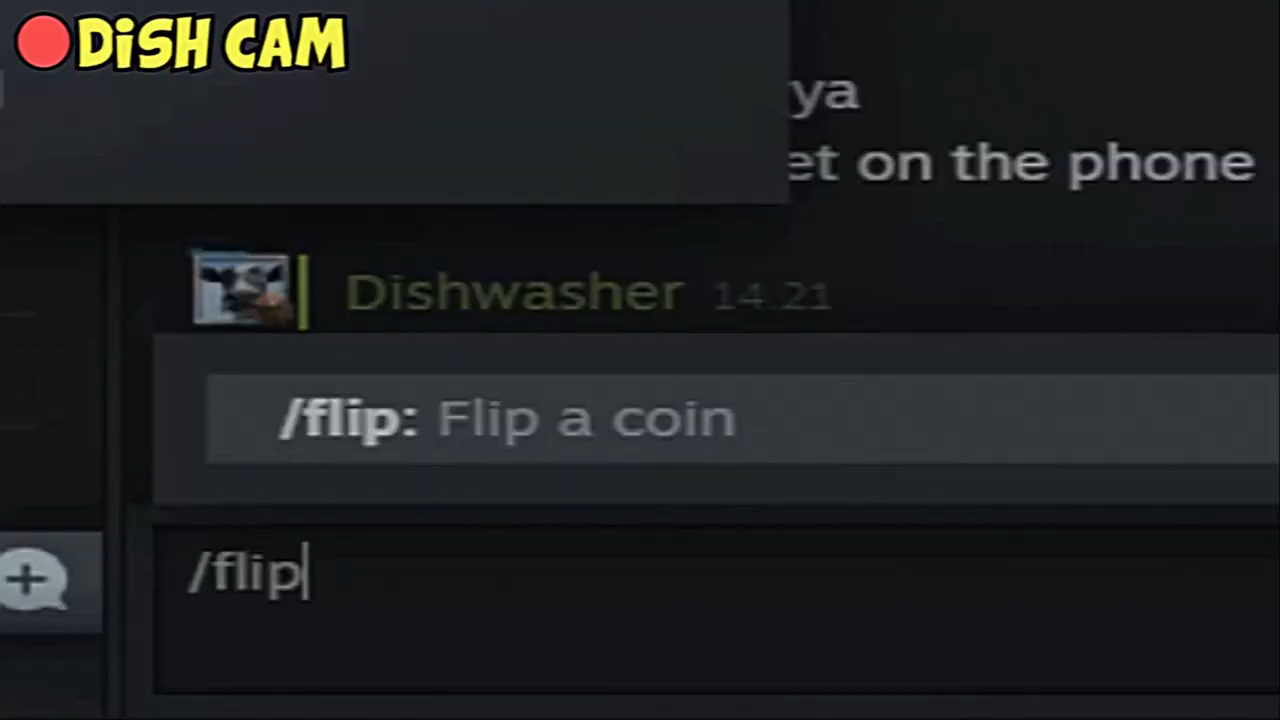 DiSH CAM
ya
et on the phone
Dishwasher 14.21
/flip: Flip a coin
/flip